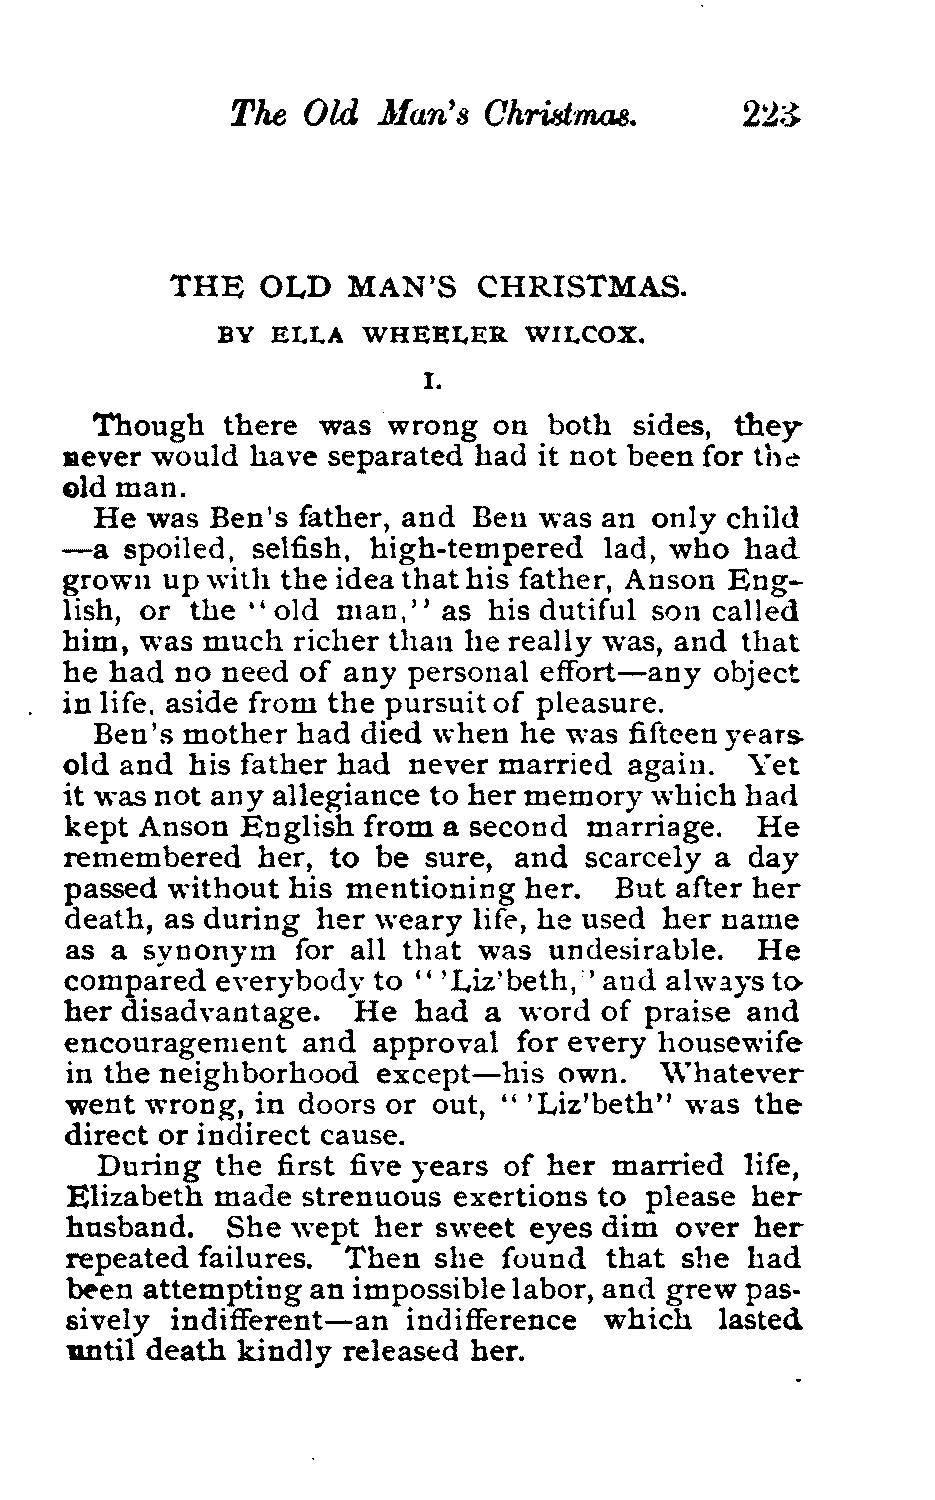 The Old Man's Christmas. 223
THE OLD MAN'S CHRISTMAS.
BY ELLA WHEELER WILCOX.
I.
Though there was wrong on both sides, they
never would have separated had it not been for the
old man.
He was Ben's father, and Ben was an only child
—a spoiled, selfish, high-tempered lad, who had
grown up with the idea that his father, Anson Eng-
lish, or the "old man," as his dutiful son called
him, was much richer than he really was, and that
he had no need of any personal effort—any object
in life, aside from the pursuit of pleasure.
Ben's mother had died when he was fifteen years
old and his father had never married again. Yet
it was not any allegiance to her memory which had
kept Anson English from a second marriage. He
remembered her, to be sure, and scarcely a day
passed without his mentioning her. But after her
death, as during her weary life, he used her name
as a synonym for all that was undesirable. He
compared everybody to "'Liz'beth," and always to
her disadvantage. He had a word of praise and
encouragement and approval for every housewife
in the neighborhood except—his own. Whatever
went wrong, in doors or out, "'Liz'beth" was the
direct or indirect cause.
During the first five years of her married life,
Elizabeth made strenuous exertions to please her
husband. She wept her sweet eyes dim over her
repeated failures. Then she found that she had
been attempting an impossible labor, and grew pas-
sively indifferent—an indifference which lasted
until death kindly released her.